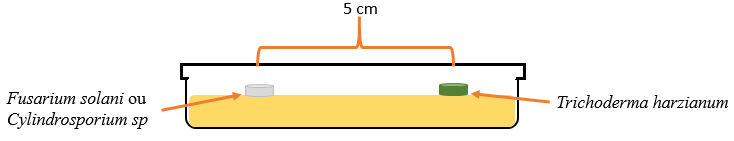 5 cm
Fusarium solani ou
Cylindrosporium sp
Trichoderma harzianum